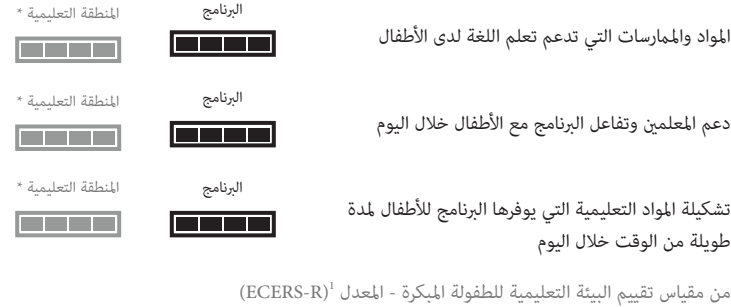 البرنامج
المنطقة التعليمية *
المواد والممارسات التي تدعم تعلم اللغة لدى الأطفال
البرنامج
المنطقة التعليمية *
دعم المعلمين وتفاعل البرنامج مع الأطفال خلال اليوم
البرنامج
المنطقة التعليمية *
تشكيلة المواد التعليمية التي يوفرها البرنامج للأطفال لمدة
طويلة من الوقت خلال اليوم
من مقياس تقييم البيئة التعليمية للطفولة المبكرة - المعدل (ECERS-R)¹